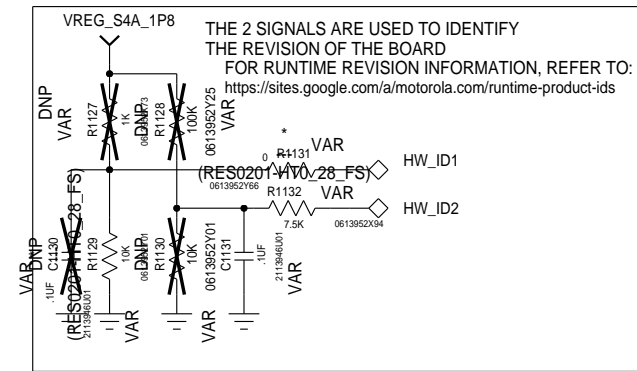 VREG_S4A_1P8
THE 2 SIGNALS ARE USED TO IDENTIFY
THE REVISION OF THE BOARD
FOR RUNTIME REVISION INFORMATION, REFER TO:
https://sites.google.com/a/motorola.com/runtime-product-ids
DNP
VAR
R1127
1K
DNP
R1128
100K
0613952Y25
VAR
*
0
R1131
VAR
HW_ID1
(RES0201-HT0_28_FS)
0613952Y66
R1132
VAR
7.5K
HW_ID2
0613952X94
VAR
DNP
C1130
.1UF
2113946U01
(RES0201-HT0_28_FS)
R1129
10K
VAR
DNP
R1130
10K
0613952Y01
VAR
C1131
.1UF
2113946U01
VAR